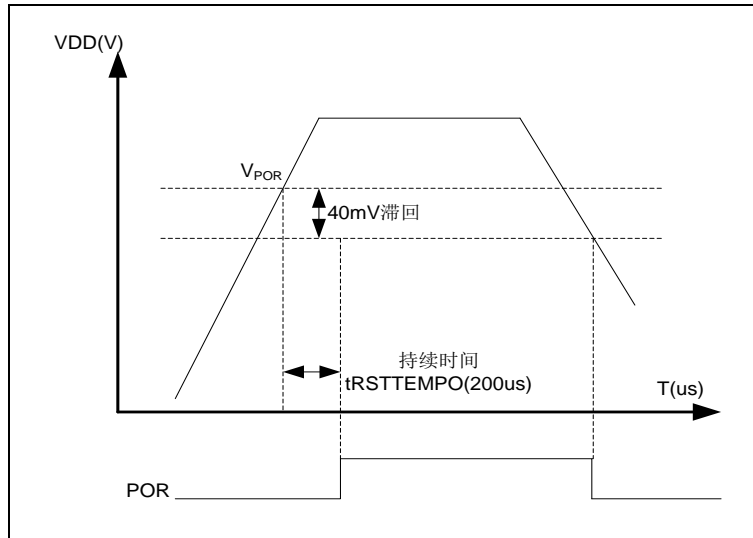 VDD(V)
VPOR
40mV滞回
持续时间
tRSTTEMPO(200us)
T(us)
POR